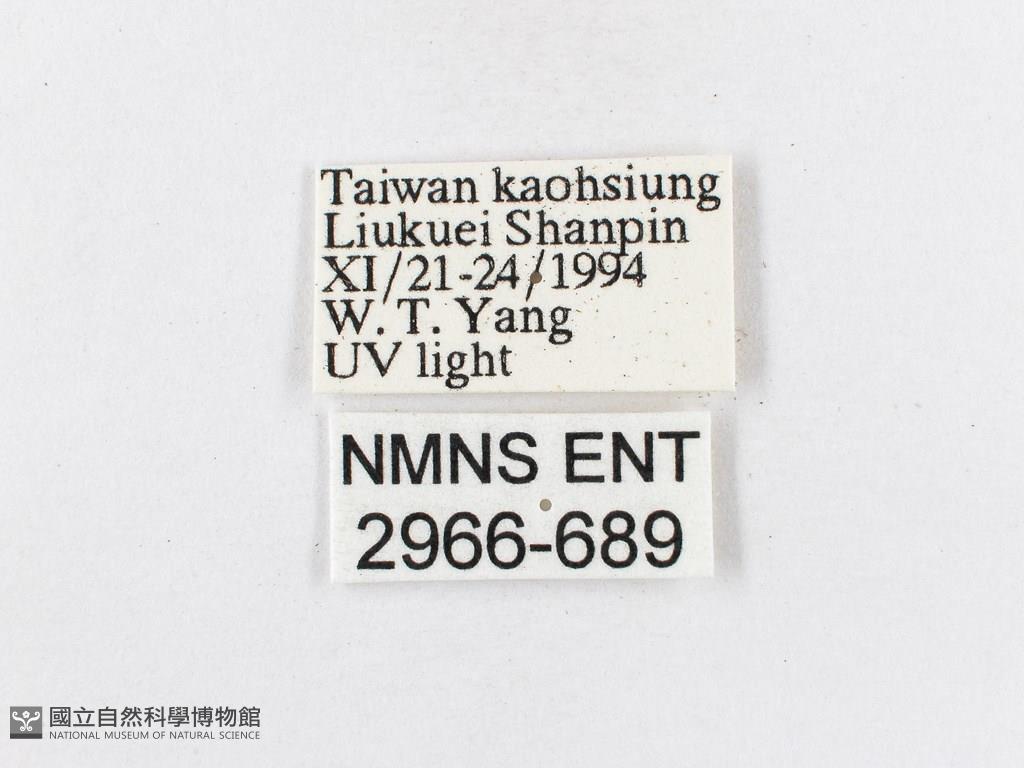 Taiwan kaohsiung
Liukuei Shanpin
XI/21-24/1994
W. T. Yang
UV light
NMNS ENT
2966-689
國立自然科學博物館
NATIONAL MUSEUM OF NATURAL SCIENCE